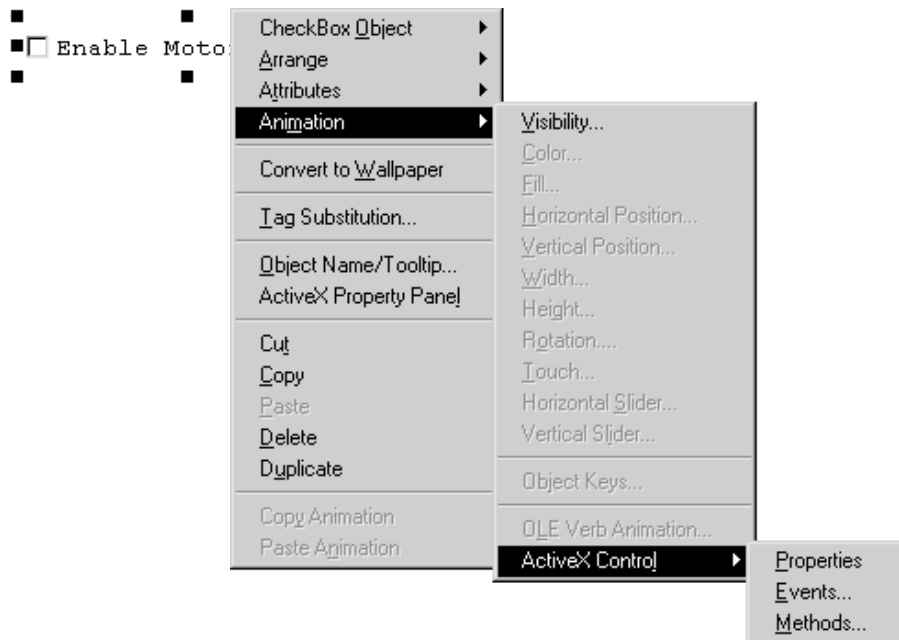 Enable Motor
CheckBox Object
Arrange
Attributes
Animation
Convert to Wallpaper
Tag Substitution...
Object Name/Tooltip...
ActiveX Property Panel
Cut
Copy
Paste
Delete
Duplicate
Copy Animation
Paste Animation
Visibility...
Color...
Fill...
Horizontal Position...
Vertical Position...
Width...
Height...
Rotation....
Touch...
Horizontal Slider...
Vertical Slider...
Object Keys...
OLE Verb Animation...
ActiveX Control
Properties
Events...
Methods...